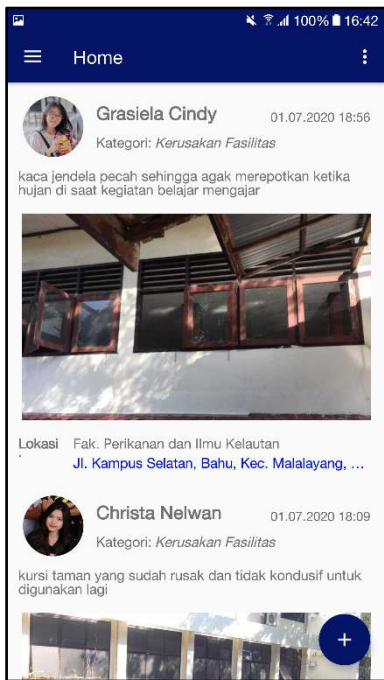 100% 16:42
Home
Grasiela Cindy 01.07.2020 18:56
Kategori: Kerusakan Fasilitas
kaca jendela pecah sehingga agak merepotkan ketika
hujan di saat kegiatan belajar mengajar
Lokasi Fak. Perikanan dan Ilmu Kelautan
: Jl. Kampus Selatan, Bahu, Kec. Malalayang, ...
Christa Nelwan 01.07.2020 18:09
Kategori: Kerusakan Fasilitas
kursi taman yang sudah rusak dan tidak kondusif untuk
digunakan lagi
+